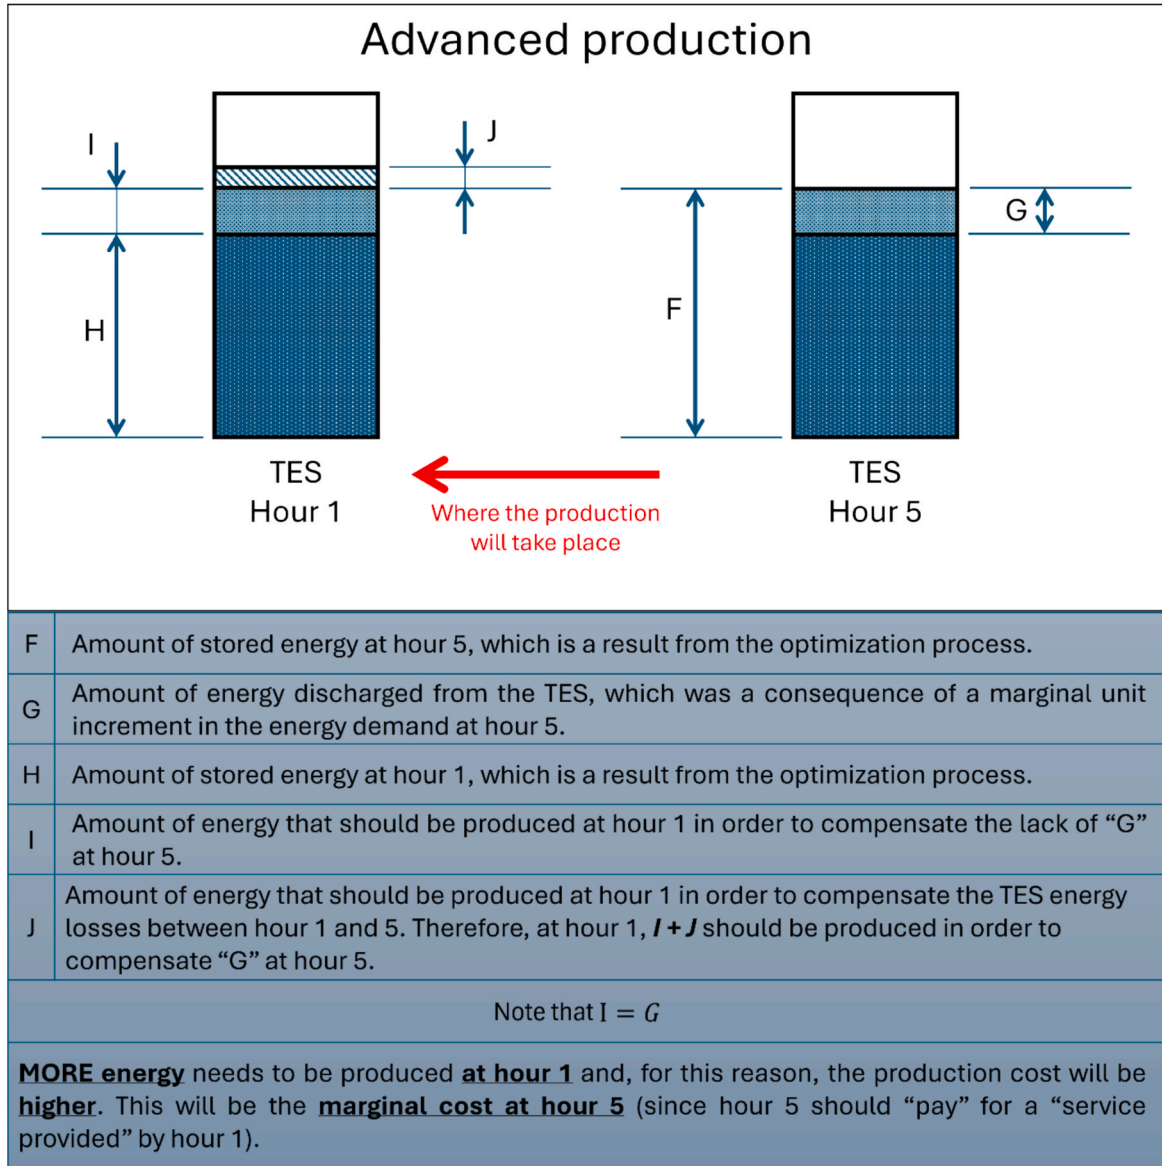 Advanced production
I
J
G
H
F
TES
Hour 1
TES
Hour 5
Where the production
will take place
F
Amount of stored energy at hour 5, which is a result from the optimization process.
G
Amount of energy discharged from the TES, which was a consequence of a marginal unit
increment in the energy demand at hour 5.
H
Amount of stored energy at hour 1, which is a result from the optimization process.
I
Amount of energy that should be produced at hour 1 in order to compensate the lack of “G”
at hour 5.
J
Amount of energy that should be produced at hour 1 in order to compensate the TES energy
losses between hour 1 and 5. Therefore, at hour 1, I + J should be produced in order to
compensate “G” at hour 5.
Note that I = G
MORE energy needs to be produced at hour 1 and, for this reason, the production cost will be
higher. This will be the marginal cost at hour 5 (since hour 5 should “pay” for a “service
provided” by hour 1).